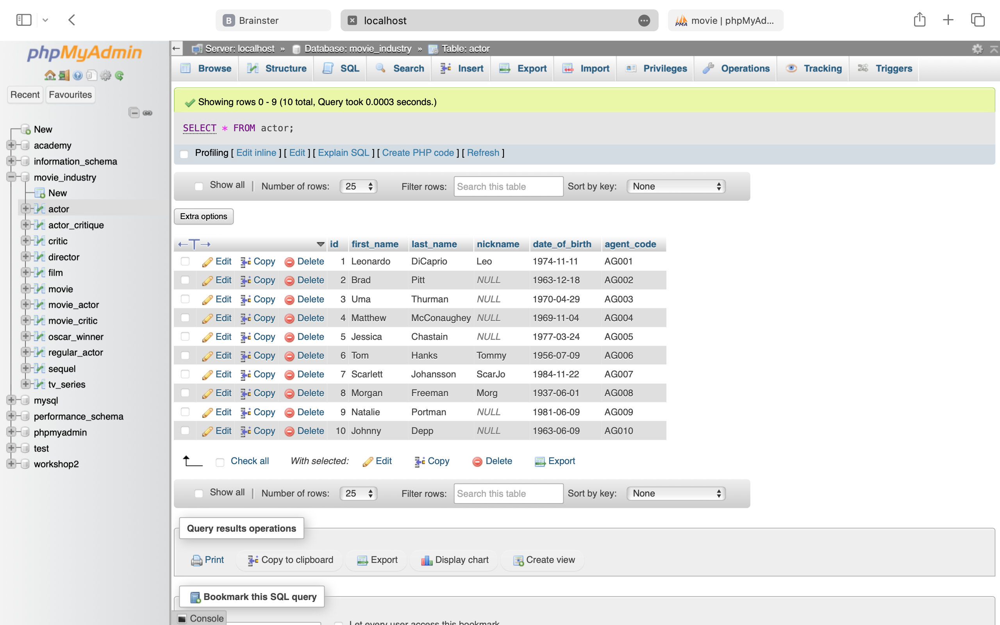 Brainster
localhost
movie | phpMyAd...
phpMyAdmin
Recent Favourites
New
academy
information_schema
movie_industry
New
actor
actor_critique
critic
director
film
movie
movie_actor
movie_critic
oscar_winner
regular_actor
sequel
tv_series
mysql
performance_schema
phpmyadmin
test
workshop2
Server: localhost » Database: movie_industry » Table: actor
Browse Structure SQL Search Insert Export Import Privileges Operations Tracking Triggers
Showing rows 0 - 9 (10 total, Query took 0.0003 seconds.)
SELECT * FROM actor;
Profiling [ Edit inline ] [ Edit ] [ Explain SQL ] [ Create PHP code ] [ Refresh ]
Show all | Number of rows: 25 Filter rows: Search this table Sort by key: None
Extra options
←T→ id first_name last_name nickname date_of_birth agent_code
Edit Copy Delete 1 Leonardo DiCaprio Leo 1974-11-11 AG001
Edit Copy Delete 2 Brad Pitt NULL 1963-12-18 AG002
Edit Copy Delete 3 Uma Thurman NULL 1970-04-29 AG003
Edit Copy Delete 4 Matthew McConaughey NULL 1969-11-04 AG004
Edit Copy Delete 5 Jessica Chastain NULL 1977-03-24 AG005
Edit Copy Delete 6 Tom Hanks Tommy 1956-07-09 AG006
Edit Copy Delete 7 Scarlett Johansson ScarJo 1984-11-22 AG007
Edit Copy Delete 8 Morgan Freeman Morg 1937-06-01 AG008
Edit Copy Delete 9 Natalie Portman NULL 1981-06-09 AG009
Edit Copy Delete 10 Johnny Depp NULL 1963-06-09 AG010
Check all With selected: Edit Copy Delete Export
Show all | Number of rows: 25 Filter rows: Search this table Sort by key: None
Query results operations
Print Copy to clipboard Export Display chart Create view
Bookmark this SQL query
Console
Let every user access this bookmark